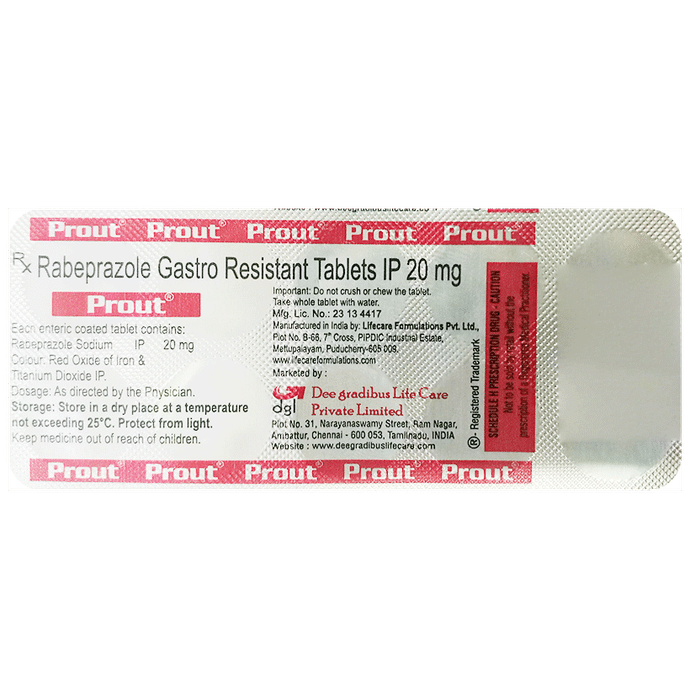 Prout® Prout® Prout® Prout® Prout
Rx Rabeprazole Gastro Resistant Tablets IP 20 mg
Prout®
Each enteric coated tablet contains:
Rabeprazole Sodium IP 20 mg
Colour: Red Oxide of Iron &
Titanium Dioxide IP.
Dosage: As directed by the Physician.
Storage: Store in a dry place at a temperature
not exceeding 25°C. Protect from light.
Keep medicine out of reach of children.
Important: Do not crush or chew the tablet.
Take whole tablet with water.
Mfg. Lic. No.: 23 13 4417
Manufactured in India by: Lifecare Formulations Pvt. Ltd.,
Plot No. B-66, 7th Cross, PIPDIC Industrial Estate,
Mettupalayam, Puducherry-605 009.
www.lifecareformulations.com
Marketed by :
dgl
Dee gradibus Life Care
Private Limited
Plot No. 31, Narayanaswamy Street, Ram Nagar,
Ambattur, Chennai - 600 053, Tamilnadu, INDIA
Website : www.deegradibuslifecare.com
® - Registered Trademark
SCHEDULE H PRESCRIPTION DRUG - CAUTION
Not to be sold by retail without the
prescription of a Registered Medical Practitioner.
Prout® Prout® Prout® Prout® Prout